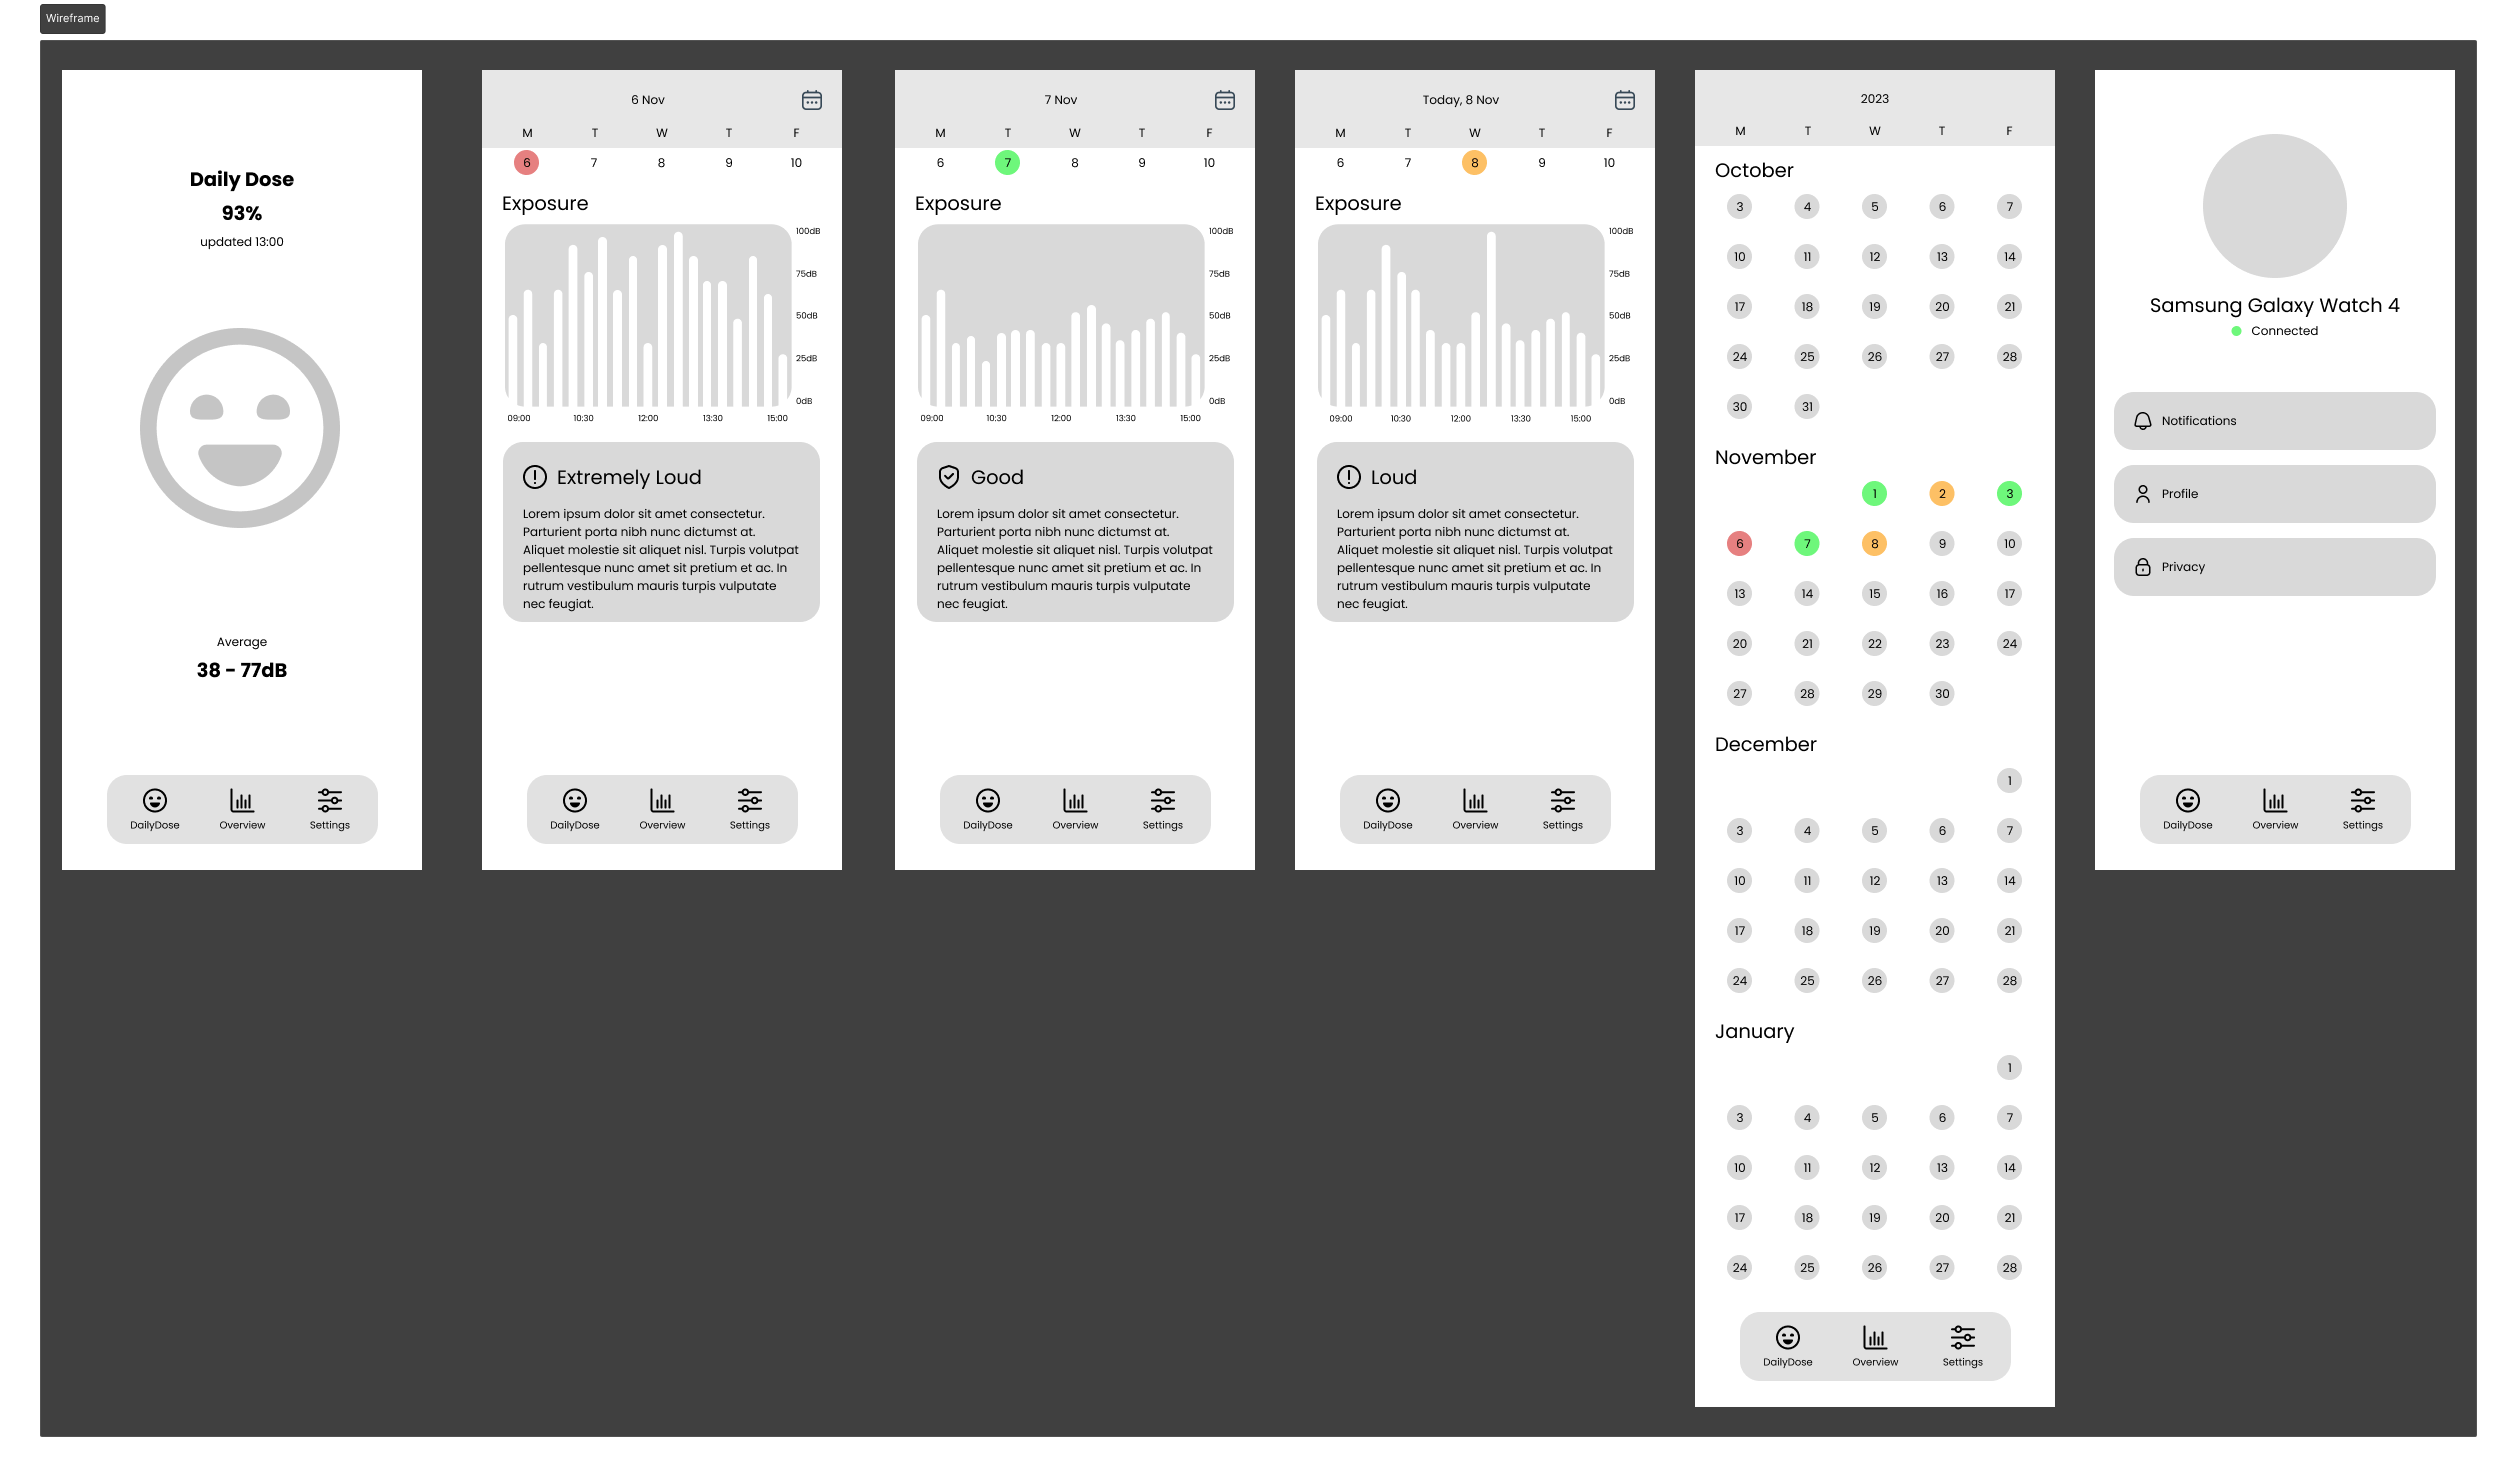 Wireframe
Daily Dose
93%
updated 13:00
Average
38 - 77dB
DailyDose Overview Settings
6 Nov
M T W T F
6 7 8 9 10
Exposure
100dB
75dB
50dB
25dB
0dB
09:00 10:30 12:00 13:30 15:00
Extremely Loud
Lorem ipsum dolor sit amet consectetur.
Parturient porta nibh nunc dictumst at.
Aliquet molestie sit aliquet nisl. Turpis volutpat
pellentesque nunc amet sit pretium et ac. In
rutrum vestibulum mauris turpis vulputate
nec feugiat.
DailyDose Overview Settings
7 Nov
M T W T F
6 7 8 9 10
Exposure
100dB
75dB
50dB
25dB
0dB
09:00 10:30 12:00 13:30 15:00
Good
Lorem ipsum dolor sit amet consectetur.
Parturient porta nibh nunc dictumst at.
Aliquet molestie sit aliquet nisl. Turpis volutpat
pellentesque nunc amet sit pretium et ac. In
rutrum vestibulum mauris turpis vulputate
nec feugiat.
DailyDose Overview Settings
Today, 8 Nov
M T W T F
6 7 8 9 10
Exposure
100dB
75dB
50dB
25dB
0dB
09:00 10:30 12:00 13:30 15:00
Loud
Lorem ipsum dolor sit amet consectetur.
Parturient porta nibh nunc dictumst at.
Aliquet molestie sit aliquet nisl. Turpis volutpat
pellentesque nunc amet sit pretium et ac. In
rutrum vestibulum mauris turpis vulputate
nec feugiat.
DailyDose Overview Settings
2023
M T W T F
October
3 4 5 6 7
10 11 12 13 14
17 18 19 20 21
24 25 26 27 28
30 31
November
1 2 3
6 7 8 9 10
13 14 15 16 17
20 21 22 23 24
27 28 29 30
December
1
3 4 5 6 7
10 11 12 13 14
17 18 19 20 21
24 25 26 27 28
January
1
3 4 5 6 7
10 11 12 13 14
17 18 19 20 21
24 25 26 27 28
DailyDose Overview Settings
Samsung Galaxy Watch 4
Connected
Notifications
Profile
Privacy
DailyDose Overview Settings